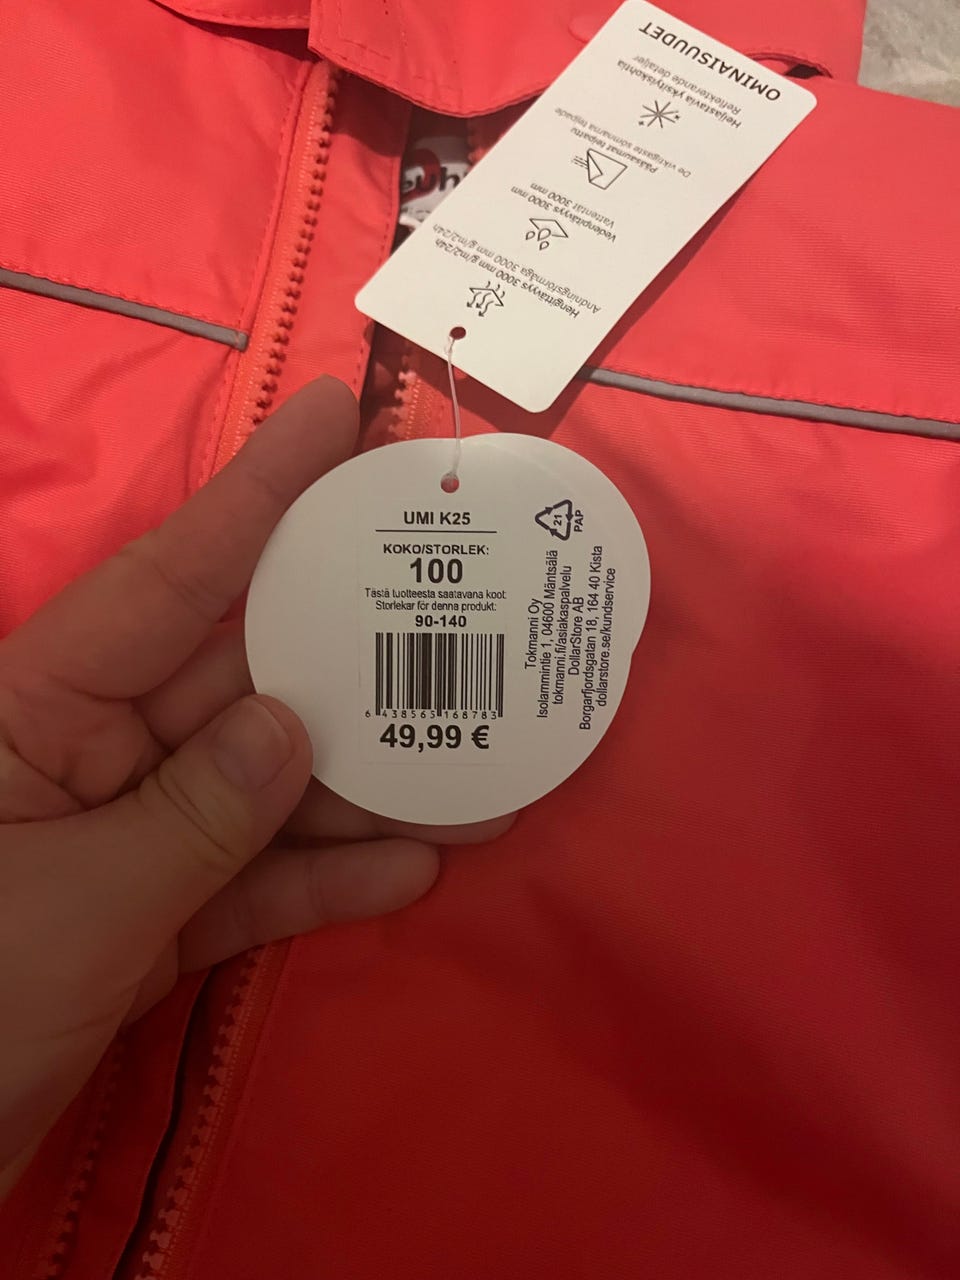 OMINAISUUDET
Heijastavia yksityiskohtia
Reflekterande detaljer
Pääsaumat teipattu
De viktigaste sömmarna tejpade
Vedenpitävyys 3000 mm
Vattentät 3000 mm
Hengittävyys 3000 mm g/m2/24h
Andningsförmåga 3000 mm g/m2/24h
UMI K25
KOKO/STORLEK:
100
Tästä tuotteesta saatavana koot:
Storlekar för denna produkt:
90-140
6 438565 168783
49,99 €
21
PAP
Tokmanni Oy
Isolammintie 1, 04600 Mäntsälä
tokmanni.fi/asiakaspalvelu
DollarStore AB
Borgarfjordsgatan 18, 164 40 Kista
dollarstore.se/kundservice